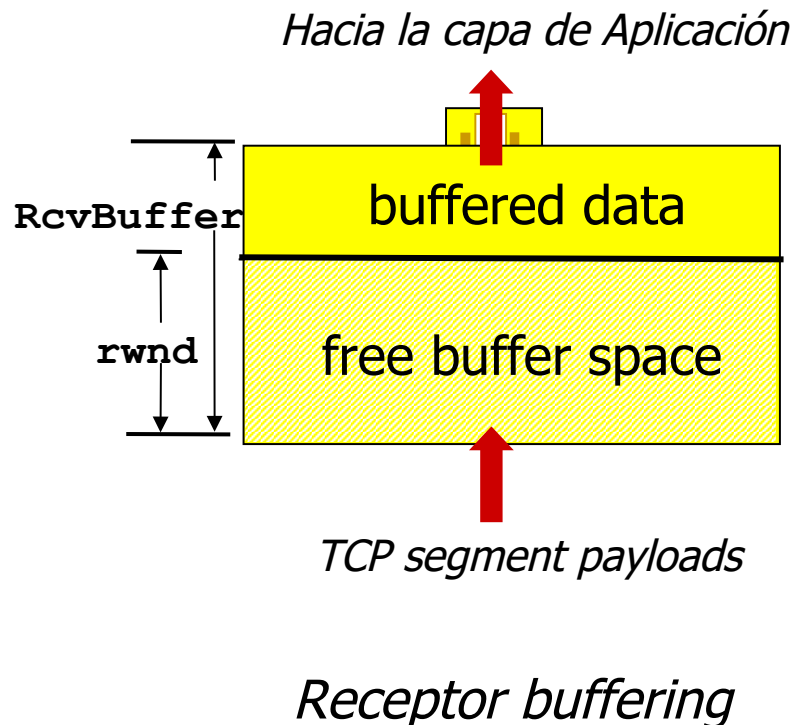 Hacia la capa de Aplicación
RcvBuffer
buffered data
rwnd
free buffer space
TCP segment payloads
Receptor buffering